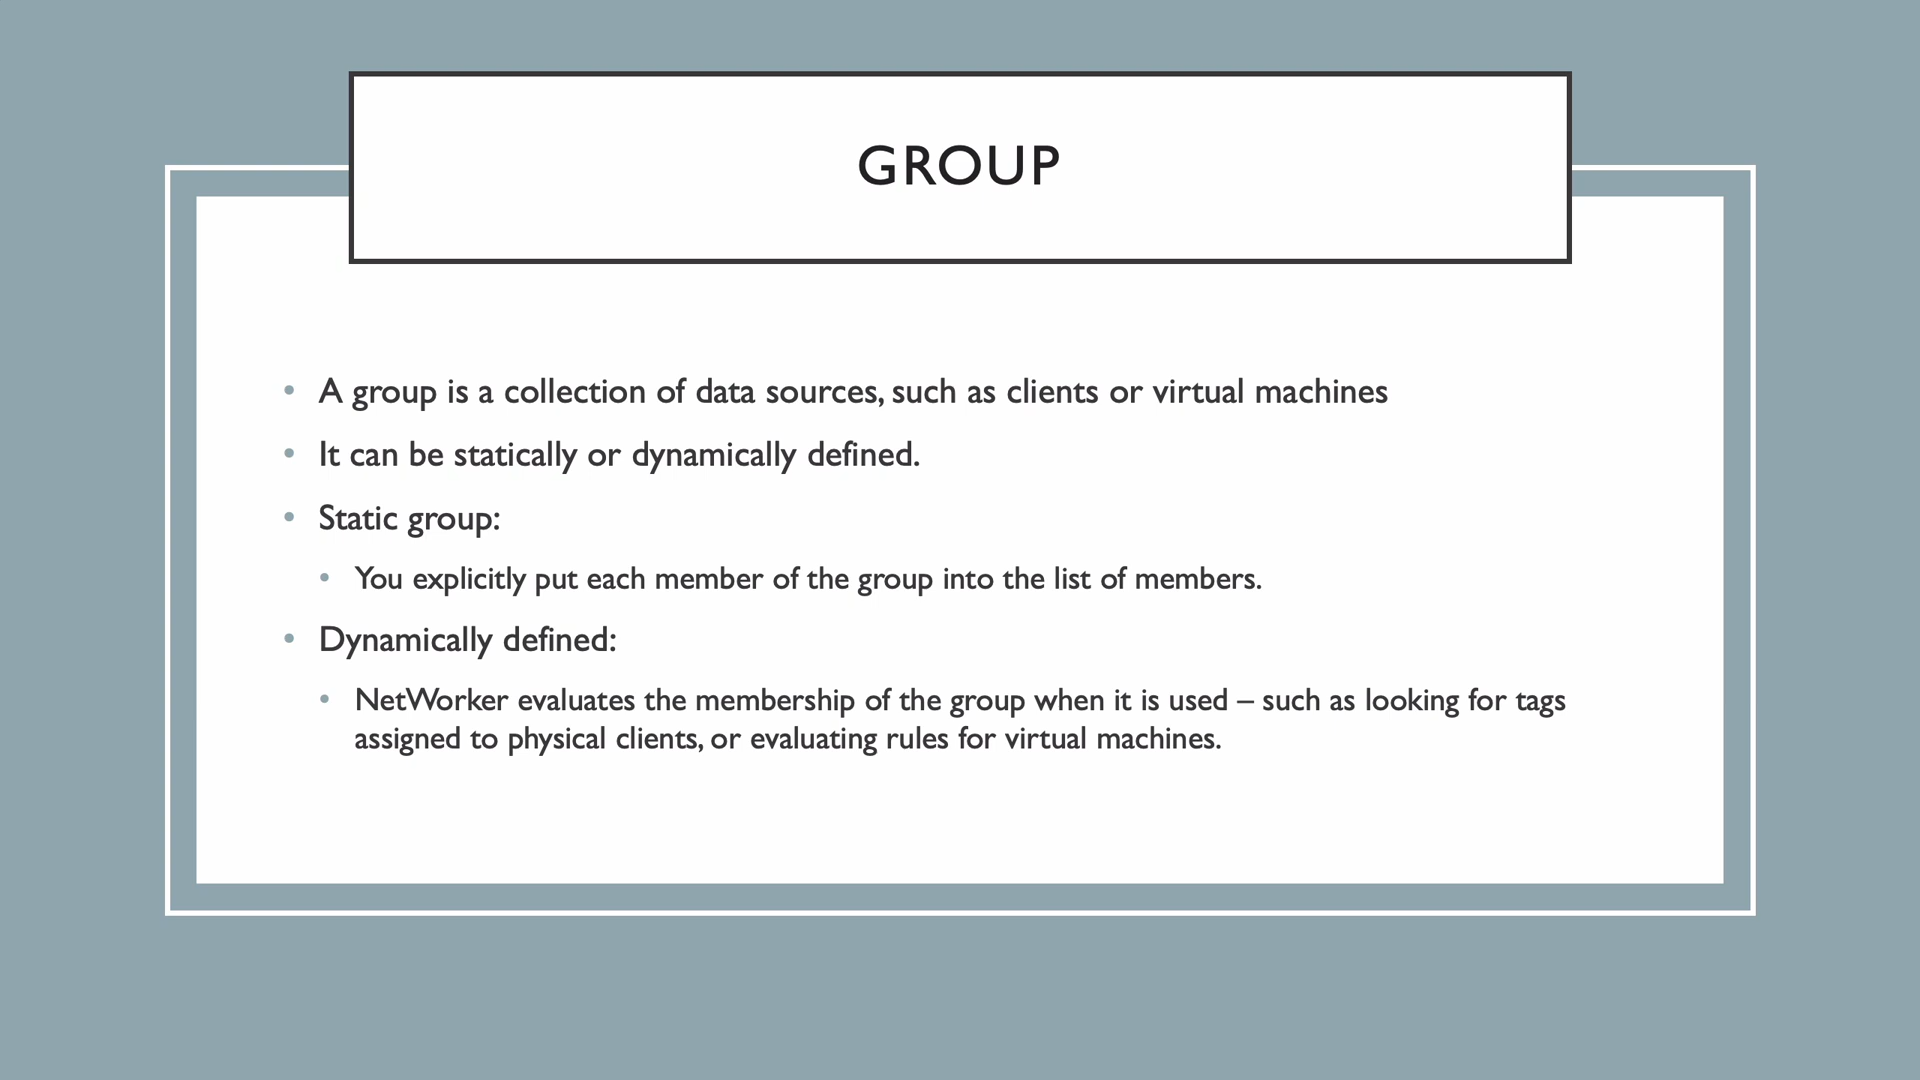 GROUP
• A group is a collection of data sources, such as clients or virtual machines
• It can be statically or dynamically defined.
• Static group:
• You explicitly put each member of the group into the list of members.
• Dynamically defined:
• NetWorker evaluates the membership of the group when it is used – such as looking for tags
assigned to physical clients, or evaluating rules for virtual machines.